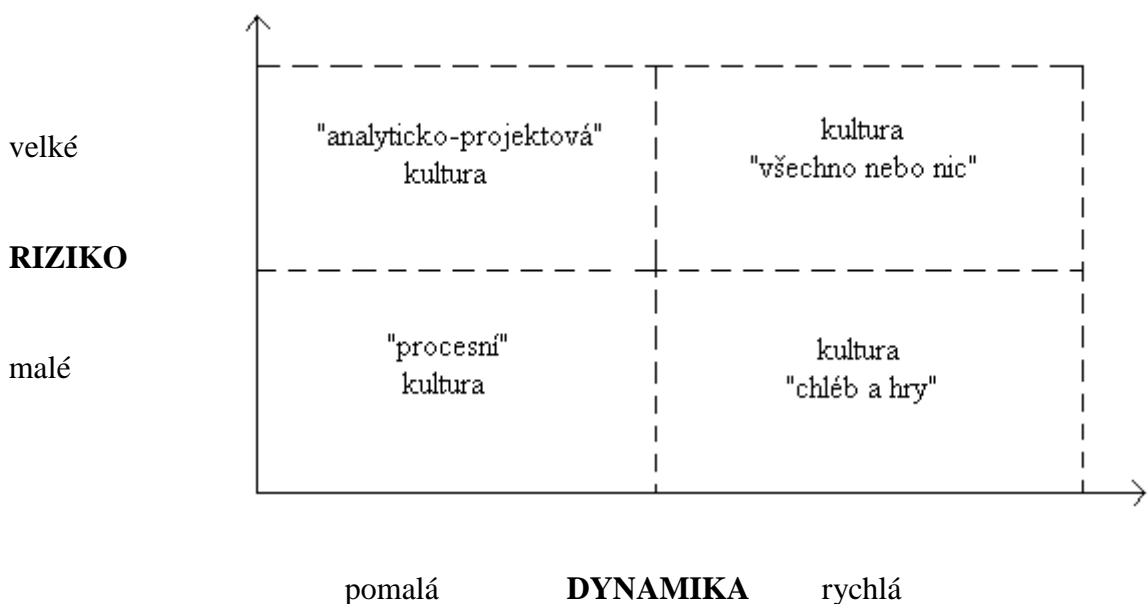 velké
"analyticko-projektová"
kultura
kultura
"všechno nebo nic"
RIZIKO
malé
"procesní"
kultura
kultura
"chléb a hry"
pomalá DYNAMIKA rychlá